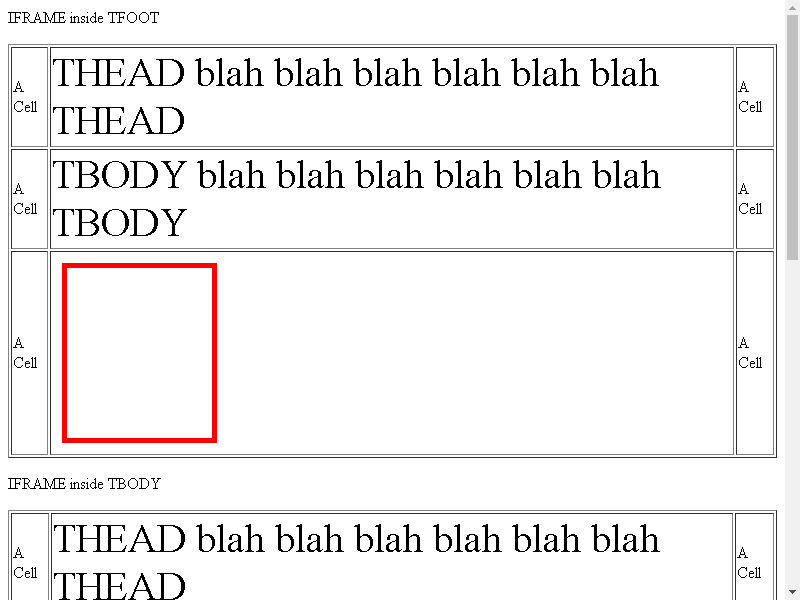 IFRAME inside TFOOT
A Cell THEAD blah blah blah blah blah blah THEAD A Cell
A Cell TBODY blah blah blah blah blah blah TBODY A Cell
A Cell A Cell
IFRAME inside TBODY
A Cell THEAD blah blah blah blah blah blah THEAD A Cell